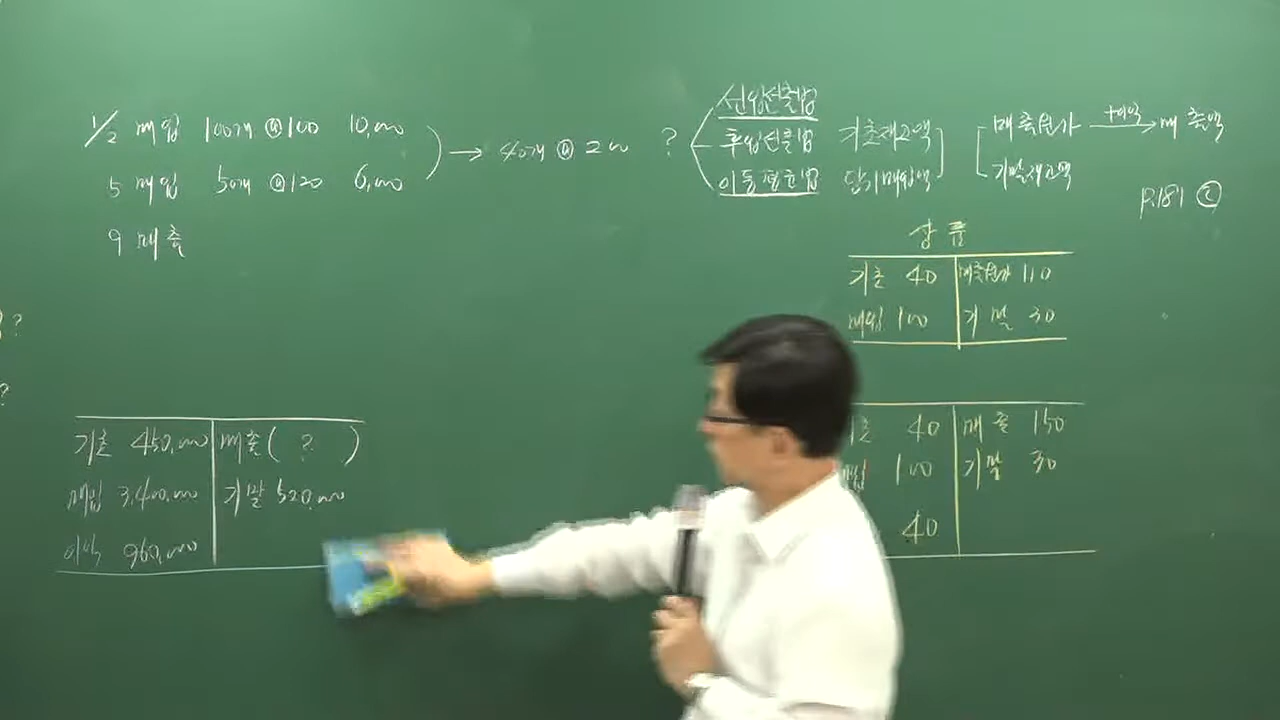 1/2 매입 100개 @100 10,000
5 매입 50개 @120 6,000
9 매출
→ 40개 @ 200
?
선입선출법
후입선출법
이동평균법
기초재고액
당기매입액
매출원가 +이익 → 매출액
기말재고액
P.181
상품
기초 40 매출원가 110
매입 100 기말 30
40 매출 150
100 기말 30
40
?
?
기초 450,000 매출( ? )
매입 3,400,000 기말 520,000
이익 960,000